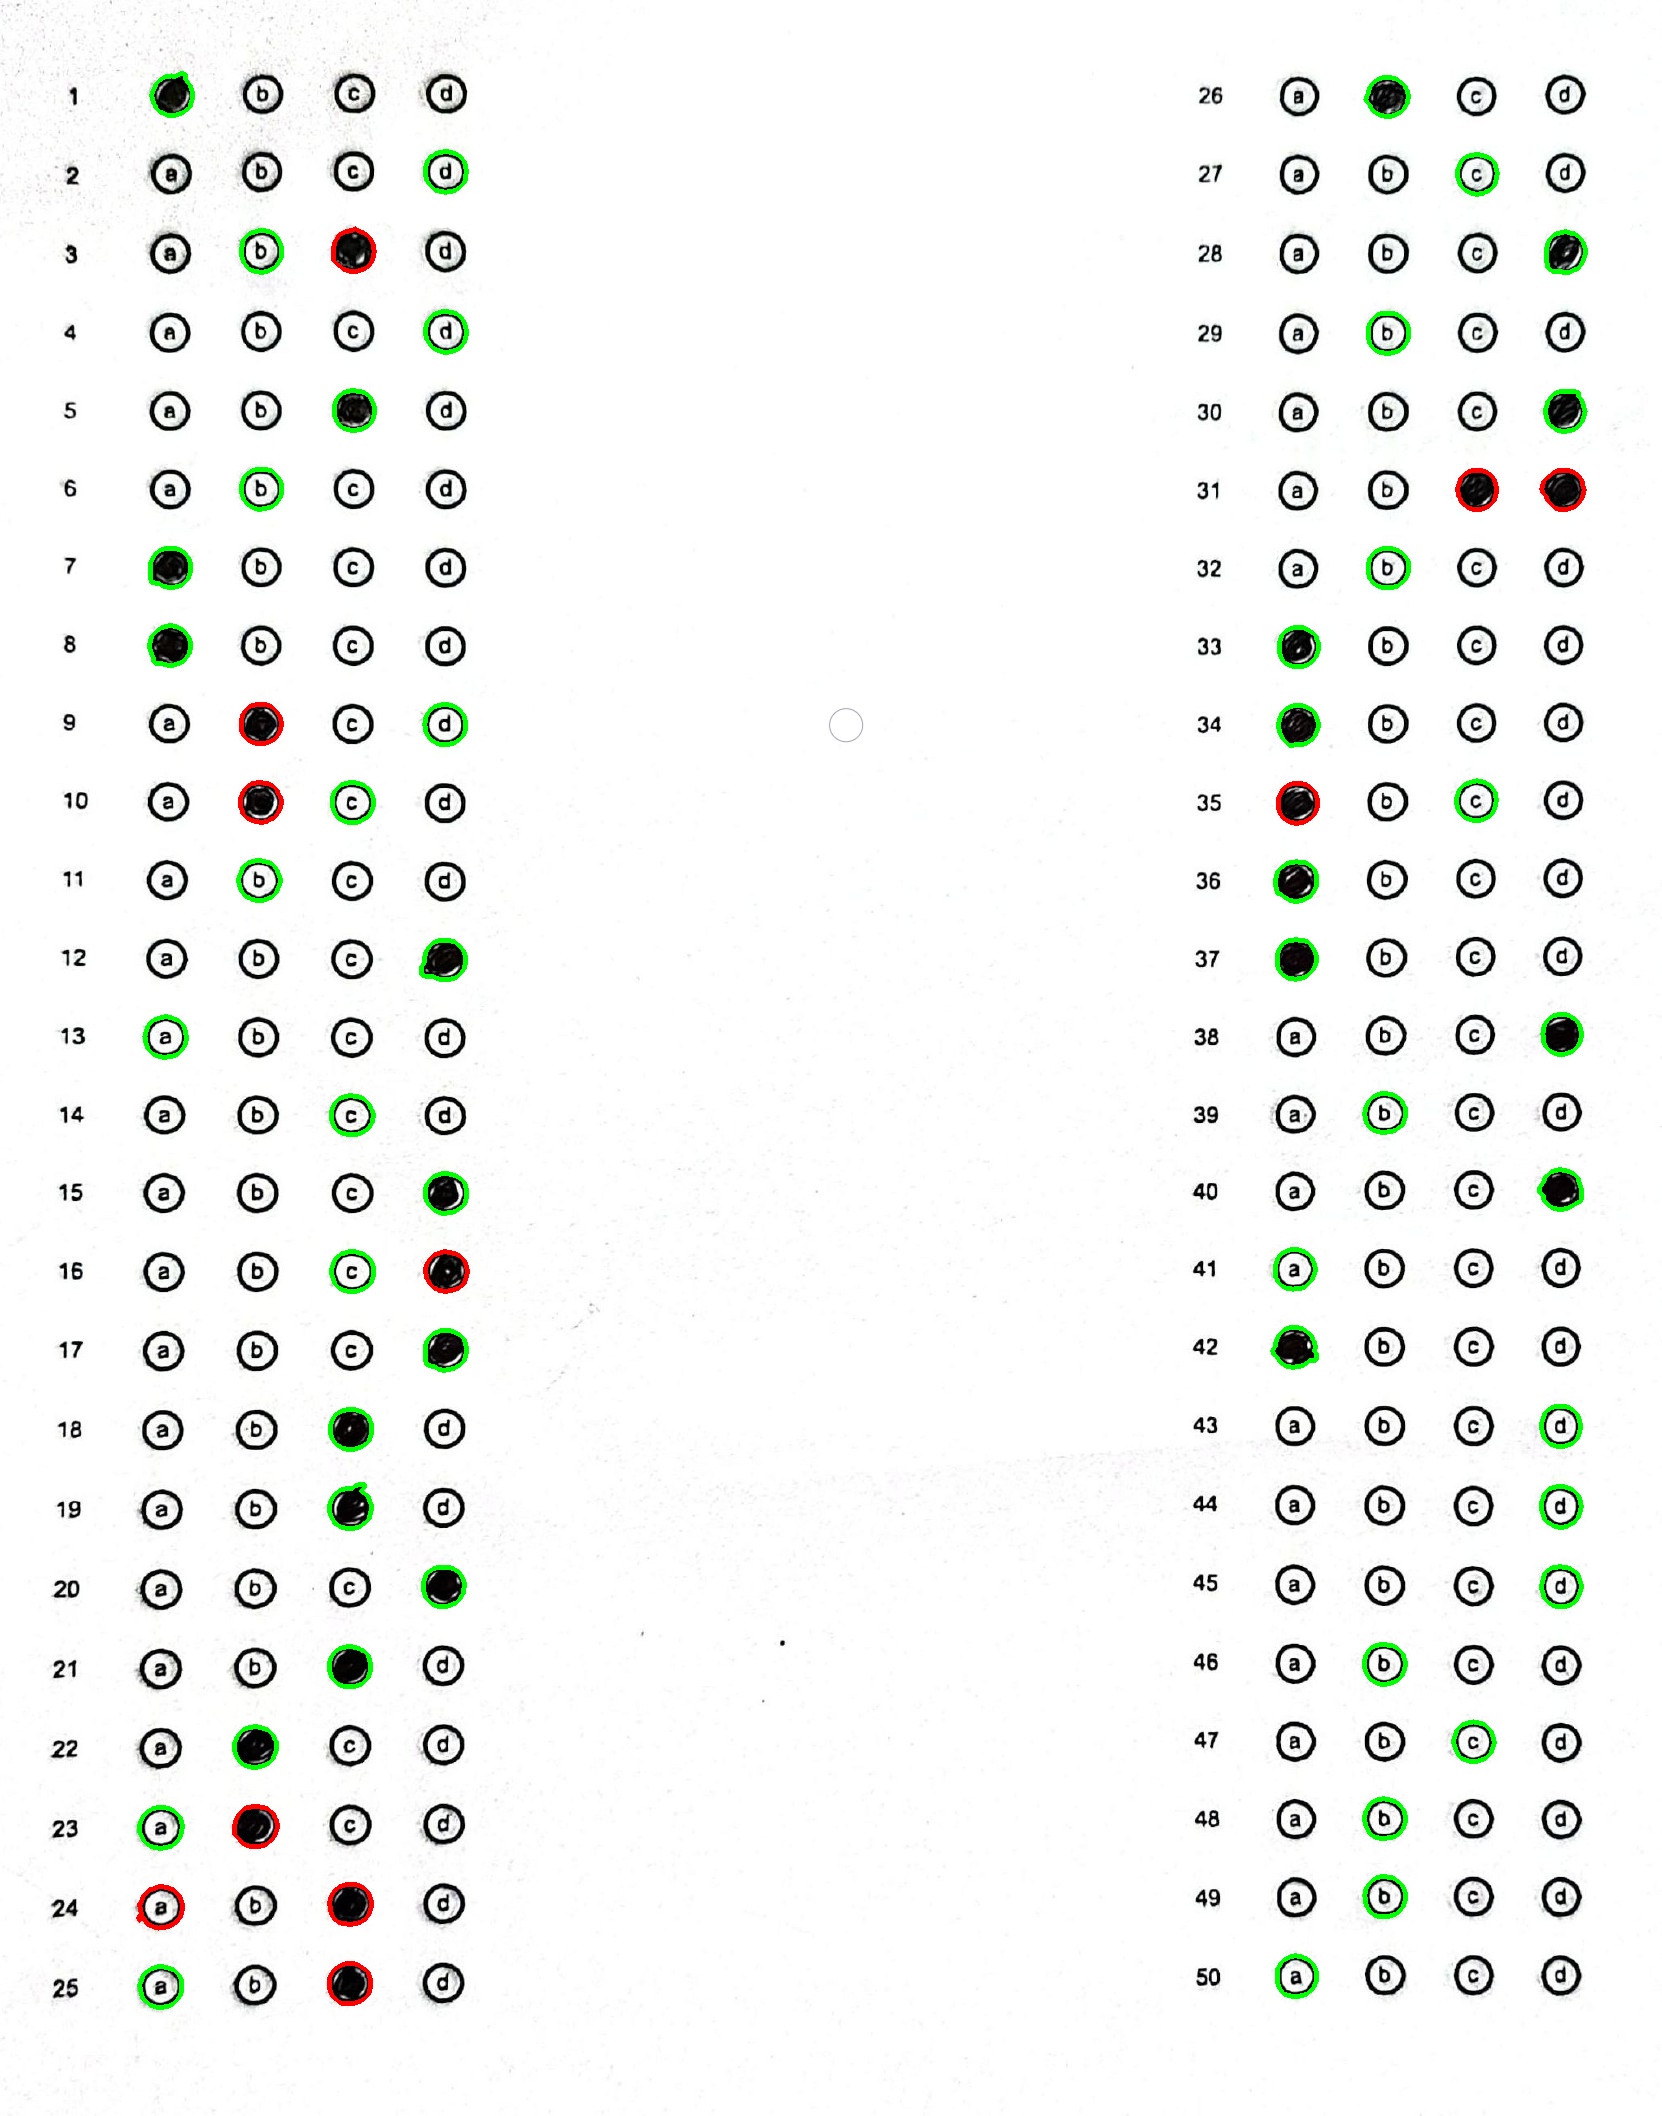 1 b c d
2 a b c d
3 a b d
4 a b c d
5 a b d
6 a b c d
7 b c d
8 b c d
9 a c d
10 a c d
11 a b c d
12 a b c
13 a b c d
14 a b c d
15 a b c
16 a b c
17 a b c
18 a b d
19 a b d
20 a b c
21 a b d
22 a c d
23 a c d
24 a b d
25 a b d
26 a c d
27 a b c d
28 a b c
29 a b c d
30 a b c
31 a b
32 a b c d
33 b c d
34 b c d
35 b c d
36 b c d
37 b c d
38 a b c
39 a b c d
40 a b c
41 a b c d
42 b c d
43 a b c d
44 a b c d
45 a b c d
46 a b c d
47 a b c d
48 a b c d
49 a b c d
50 a b c d